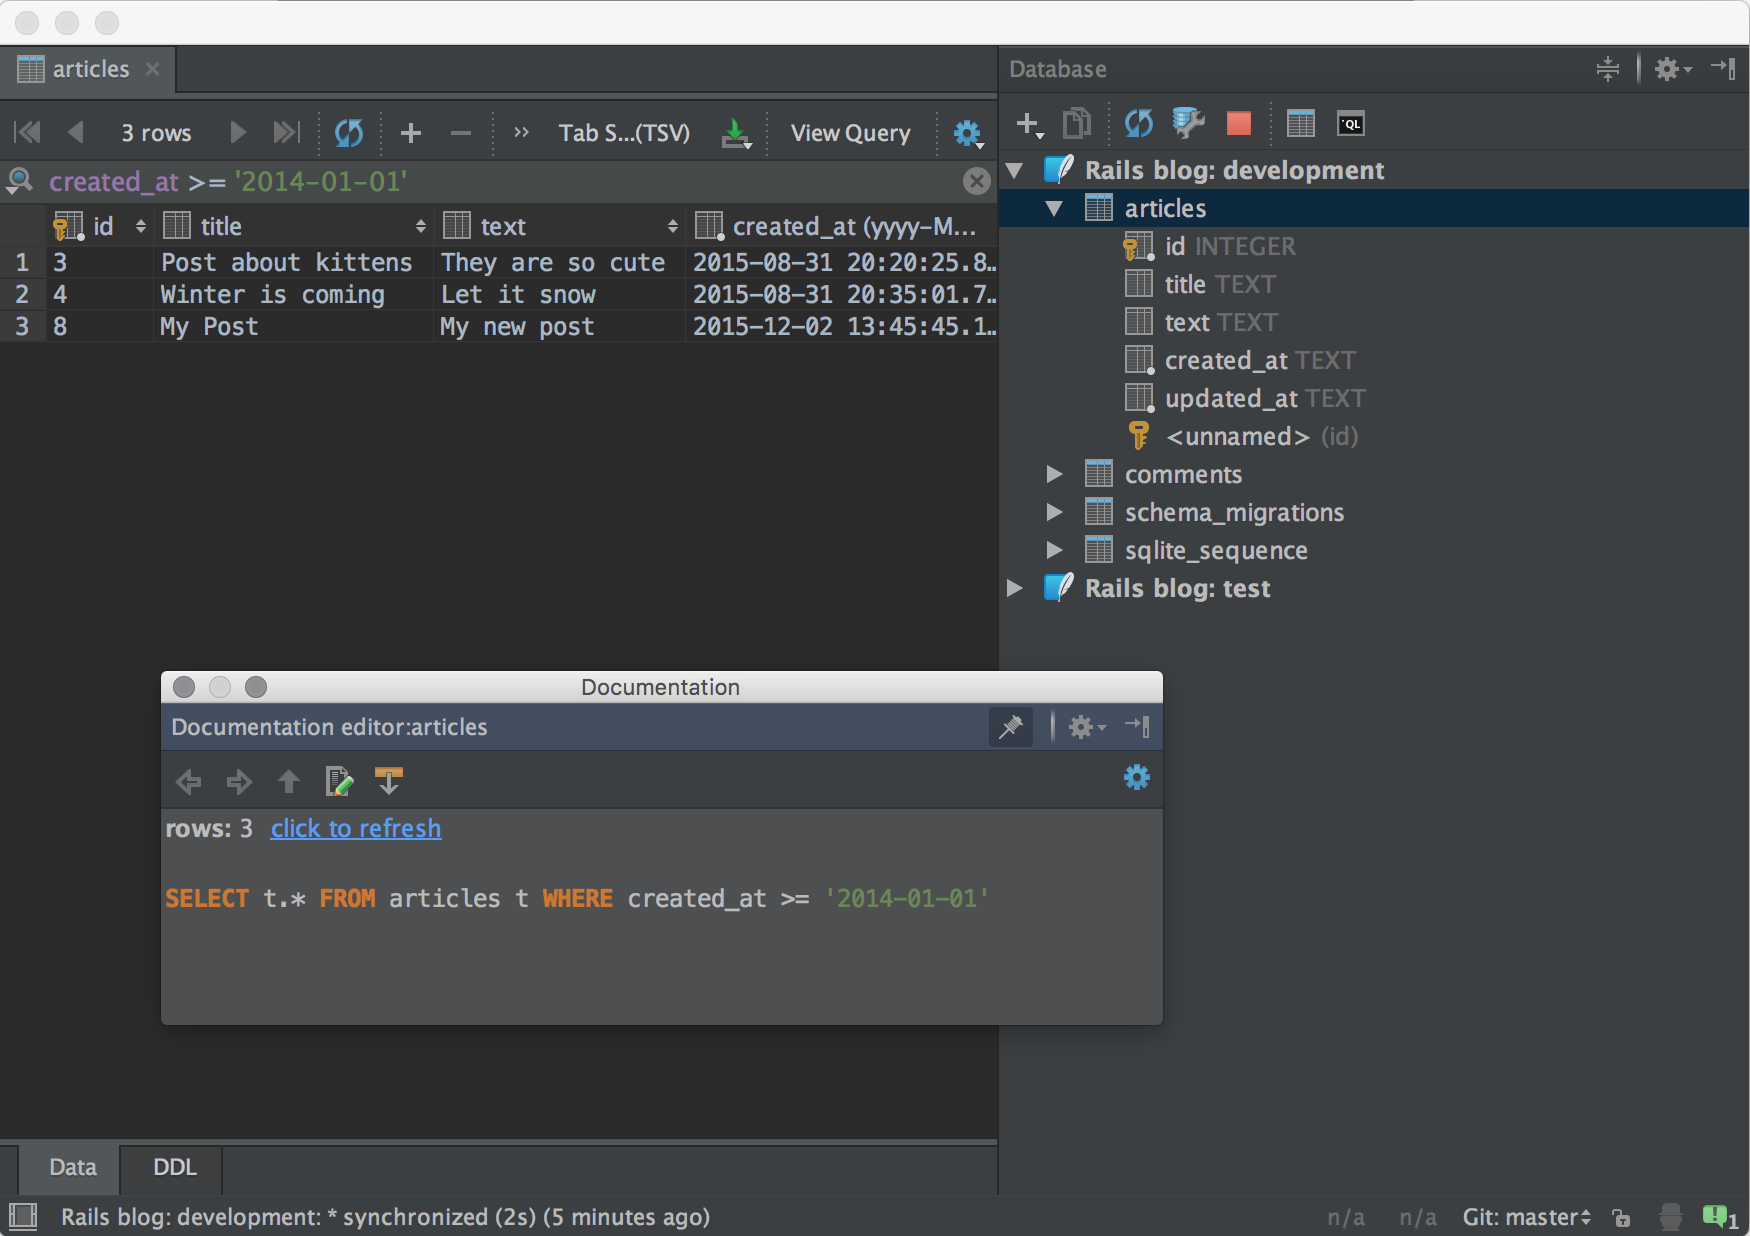 articles
3 rows
Tab S...(TSV)
View Query
created_at >= '2014-01-01'
id title text created_at (yyyy-M...
1 3 Post about kittens They are so cute 2015-08-31 20:20:25.8…
2 4 Winter is coming Let it snow 2015-08-31 20:35:01.7…
3 8 My Post My new post 2015-12-02 13:45:45.1…
Database
QL
Rails blog: development
articles
id INTEGER
title TEXT
text TEXT
created_at TEXT
updated_at TEXT
<unnamed> (id)
comments
schema_migrations
sqlite_sequence
Rails blog: test
Documentation
Documentation editor:articles
rows: 3 click to refresh
SELECT t.* FROM articles t WHERE created_at >= '2014-01-01'
Data
DDL
Rails blog: development: * synchronized (2s) (5 minutes ago)
n/a
n/a
Git: master
1